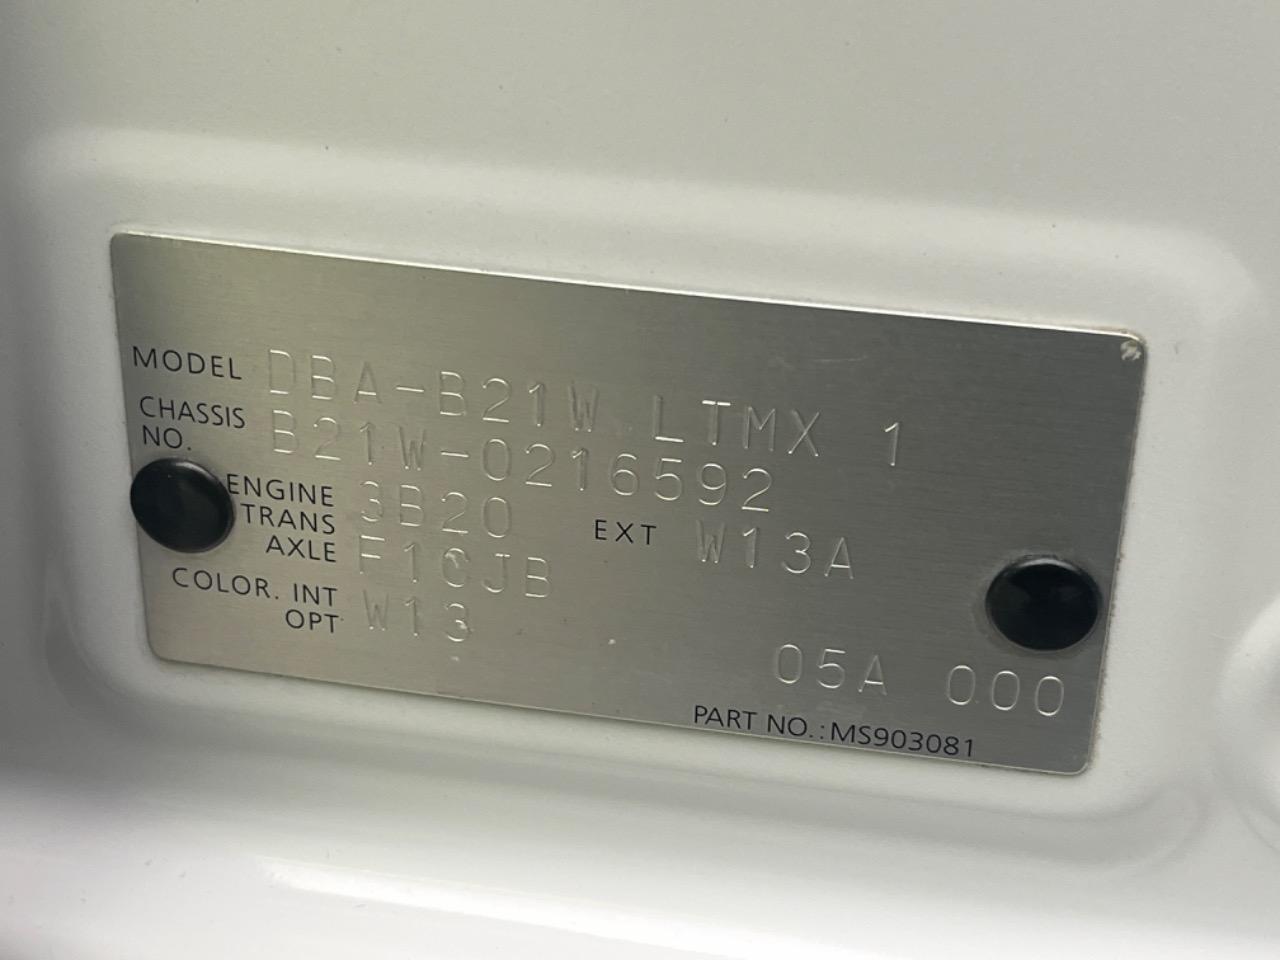 MODEL DBA-B21W LTMX 1
CHASSIS NO. B21W-0216592
ENGINE 3B20 EXT W13A
TRANS AXLE F1CJB
COLOR. INT W13
OPT 05A 000
PART NO.:MS903081